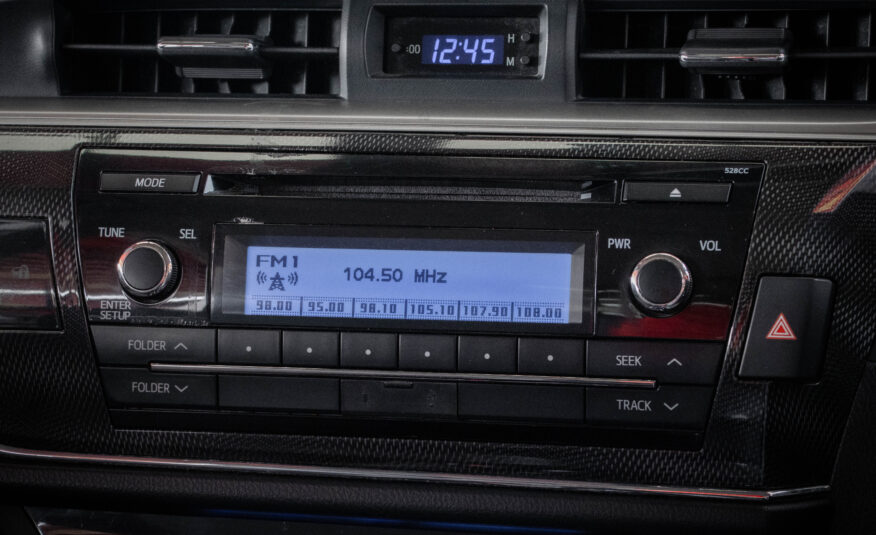 :00 12:45 H
M
528CC
MODE
TUNE SEL
PWR VOL
FM1
104.50 MHz
98.00 95.00 98.10 105.10 107.90 108.00
ENTER
SETUP
FOLDER
SEEK
FOLDER
TRACK